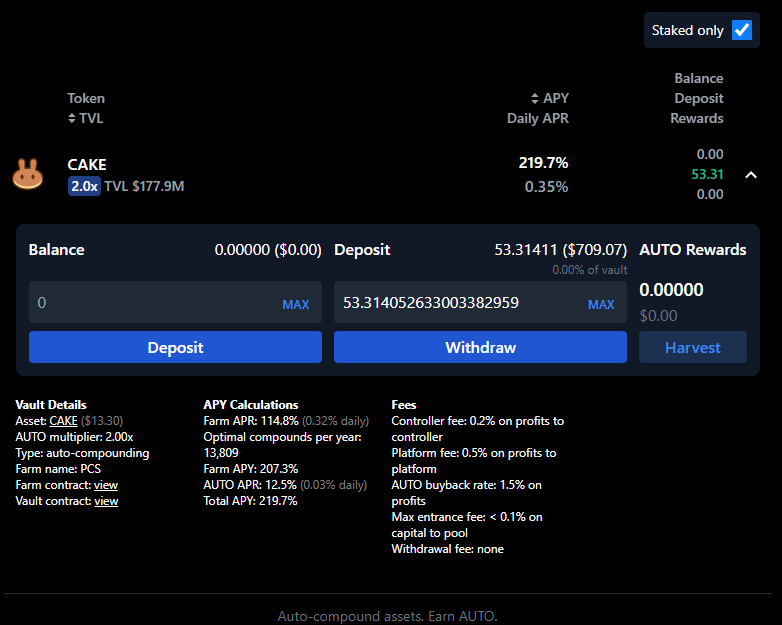 Staked only
Balance
Token
APY
Deposit
TVL
Daily APR
Rewards
CAKE
219.7%
0.00
2.0x TVL $177.9M
0.35%
53.31
0.00
Balance 0.00000 ($0.00)
Deposit 53.31411 ($709.07)
0.00% of vault
AUTO Rewards
0 MAX
53.314052633003382959 MAX
0.00000
$0.00
Deposit
Withdraw
Harvest
Vault Details
Asset: CAKE ($13.30)
AUTO multiplier: 2.00x
Type: auto-compounding
Farm name: PCS
Farm contract: view
Vault contract: view
APY Calculations
Farm APR: 114.8% (0.32% daily)
Optimal compounds per year:
13,809
Farm APY: 207.3%
AUTO APR: 12.5% (0.03% daily)
Total APY: 219.7%
Fees
Controller fee: 0.2% on profits to
controller
Platform fee: 0.5% on profits to
platform
AUTO buyback rate: 1.5% on
profits
Max entrance fee: < 0.1% on
capital to pool
Withdrawal fee: none
Auto-compound assets. Earn AUTO.